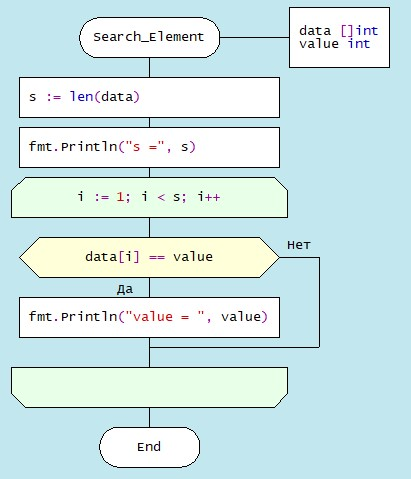 Search_Element
data []int
value int
s := len(data)
fmt.Println("s =", s)
i := 1; i < s; i++
data[i] == value
Нет
Да
fmt.Println("value = ", value)
End